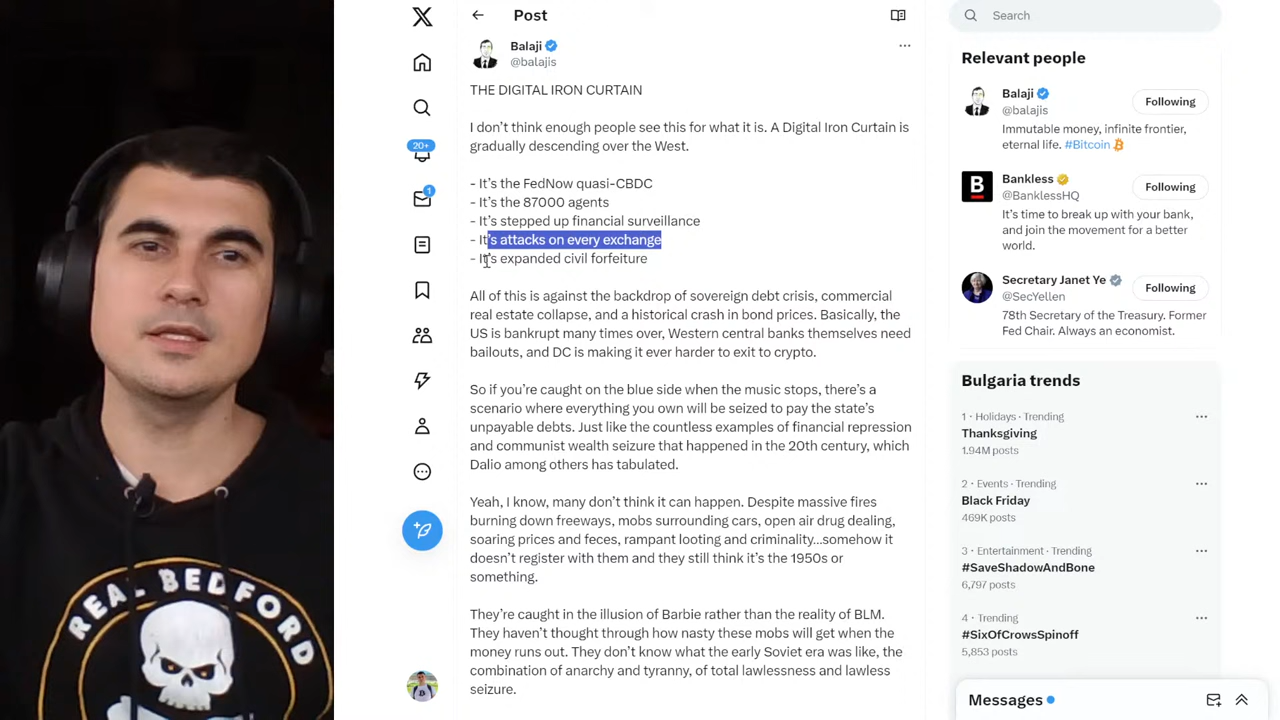 REAL BEDFORD
X
20+
1
Post
Balaji
@balajis
THE DIGITAL IRON CURTAIN
I don't think enough people see this for what it is. A Digital Iron Curtain is
gradually descending over the West.
- It's the FedNow quasi-CBDC
- It's the 87000 agents
- It's stepped up financial surveillance
- It's attacks on every exchange
- It's expanded civil forfeiture
All of this is against the backdrop of sovereign debt crisis, commercial
real estate collapse, and a historical crash in bond prices. Basically, the
US is bankrupt many times over, Western central banks themselves need
bailouts, and DC is making it ever harder to exit to crypto.
So if you're caught on the blue side when the music stops, there's a
scenario where everything you own will be seized to pay the state's
unpayable debts. Just like the countless examples of financial repression
and communist wealth seizure that happened in the 20th century, which
Dalio among others has tabulated.
Yeah, I know, many don't think it can happen. Despite massive fires
burning down freeways, mobs surrounding cars, open air drug dealing,
soaring prices and feces, rampant looting and criminality...somehow it
doesn't register with them and they still think it's the 1950s or
something.
They're caught in the illusion of Barbie rather than the reality of BLM.
They haven't thought through how nasty these mobs will get when the
money runs out. They don't know what the early Soviet era was like, the
combination of anarchy and tyranny, of total lawlessness and lawless
seizure.
Search
Relevant people
Balaji
@balajis
Following
Immutable money, infinite frontier,
eternal life. #Bitcoin
B
Bankless
@BanklessHQ
Following
It's time to break up with your bank,
and join the movement for a better
world.
Secretary Janet Ye
@SecYellen
Following
78th Secretary of the Treasury. Former
Fed Chair. Always an economist.
Bulgaria trends
1 · Holidays · Trending
Thanksgiving
1.94M posts
2 · Events · Trending
Black Friday
469K posts
3 · Entertainment · Trending
#SaveShadowAndBone
6,797 posts
4 · Trending
#SixOfCrowsSpinoff
5,853 posts
Messages